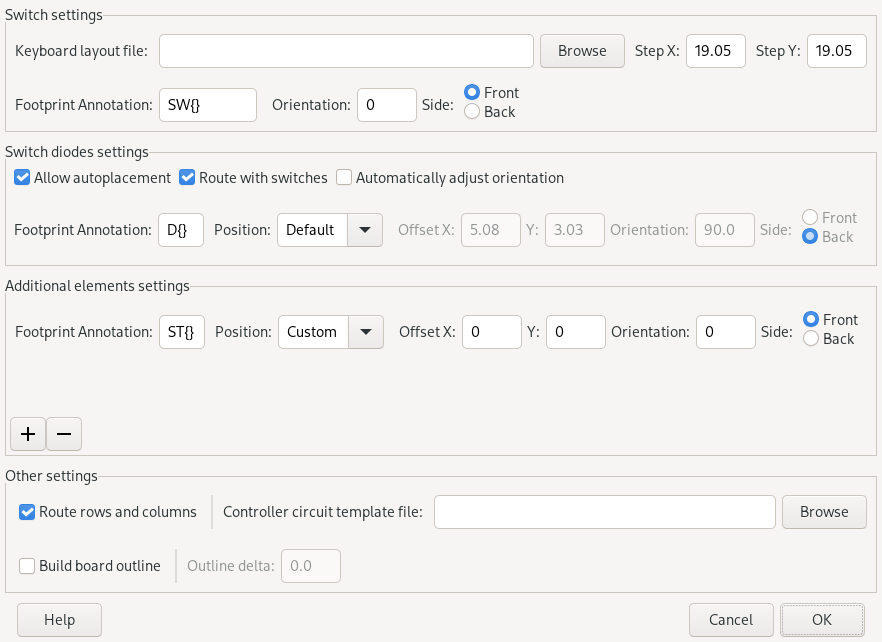 Switch settings
Keyboard layout file: Browse Step X: 19.05 Step Y: 19.05
Footprint Annotation: SW{} Orientation: 0 Side: Front
Back
Switch diodes settings
Allow autoplacement Route with switches Automatically adjust orientation
Footprint Annotation: D{} Position: Default Offset X: 5.08 Y: 3.03 Orientation: 90.0 Side: Front
Back
Additional elements settings
Footprint Annotation: ST{} Position: Custom Offset X: 0 Y: 0 Orientation: 0 Side: Front
Back
+ −
Other settings
Route rows and columns Controller circuit template file: Browse
Build board outline Outline delta: 0.0
Help Cancel OK